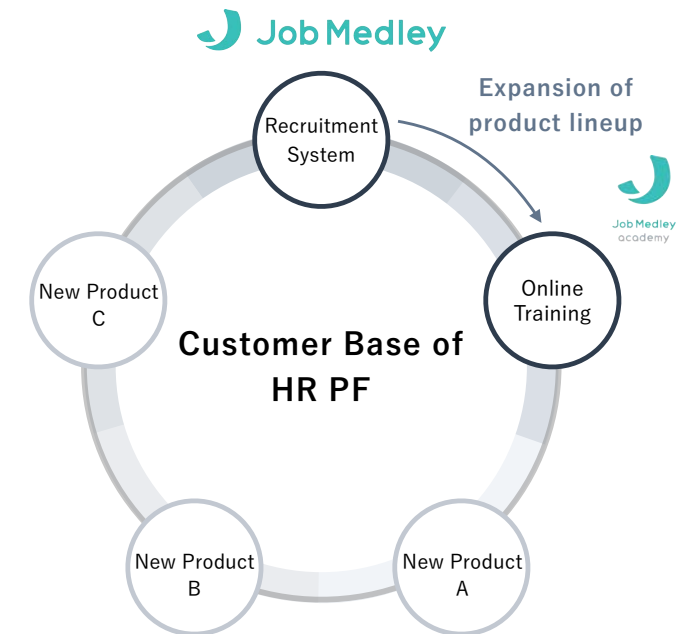 Job Medley
Expansion of
product lineup
Recruitment
System
Job Medley
academy
Online
Training
New Product
C
Customer Base of
HR PF
New Product
B
New Product
A